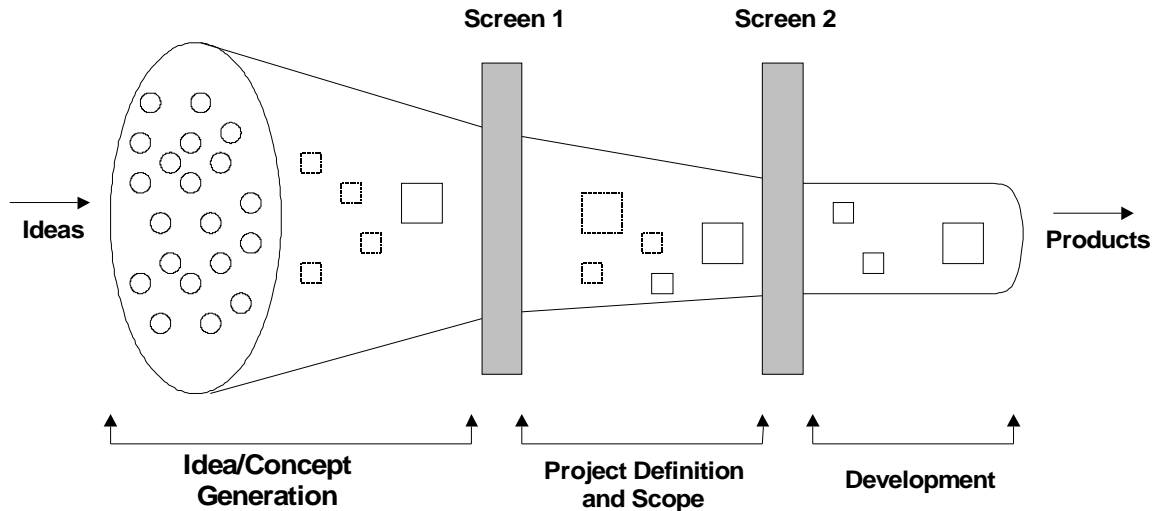 Screen 1
Screen 2
Ideas
Products
Idea/Concept
Generation
Project Definition
and Scope
Development